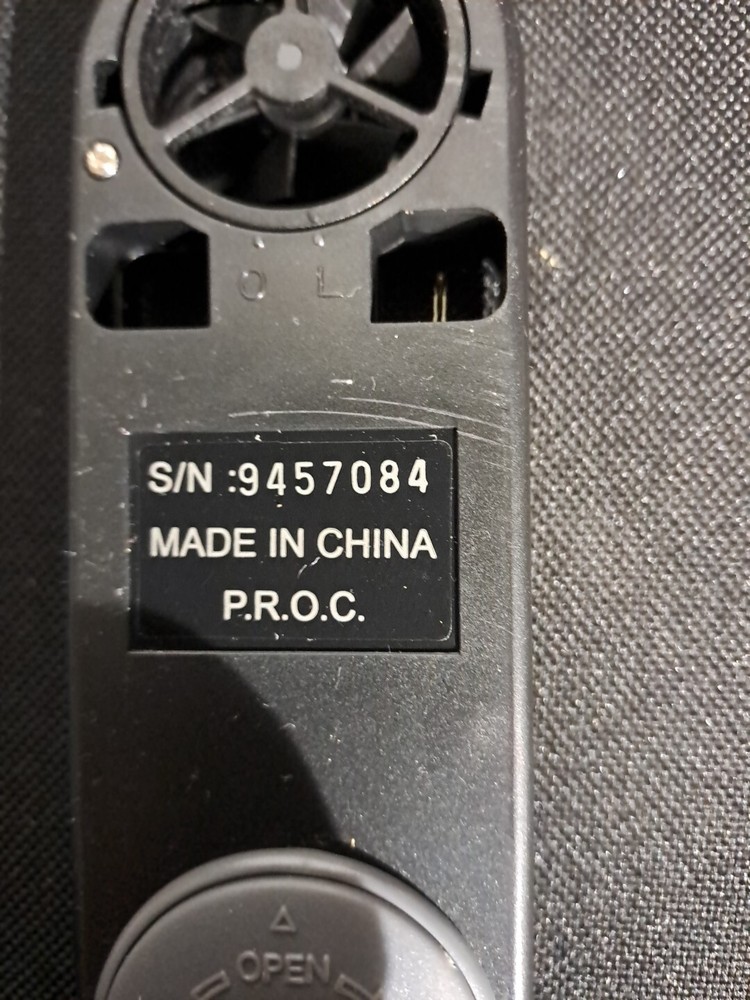 O L
S/N :9457084
MADE IN CHINA
P.R.O.C.
OPEN